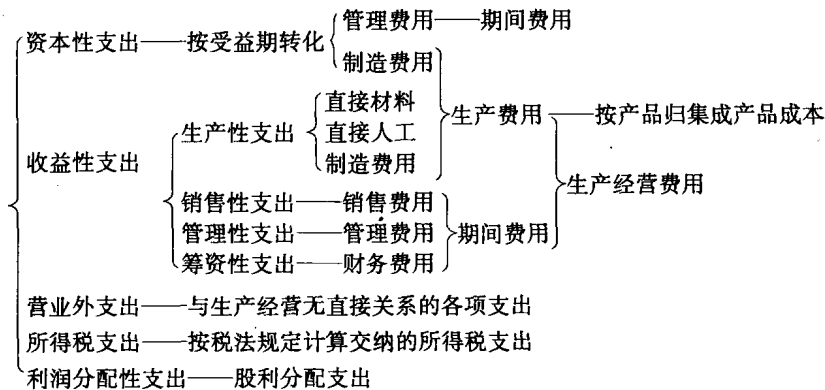 管理费用——期间费用
资本性支出——按受益期转化
制造费用
直接材料
生产性支出
直接人工
生产费用——按产品归集成产品成本
收益性支出
制造费用
生产经营费用
销售性支出——销售费用
管理性支出——管理费用
期间费用
筹资性支出——财务费用
营业外支出——与生产经营无直接关系的各项支出
所得税支出——按税法规定计算交纳的所得税支出
利润分配性支出——股利分配支出